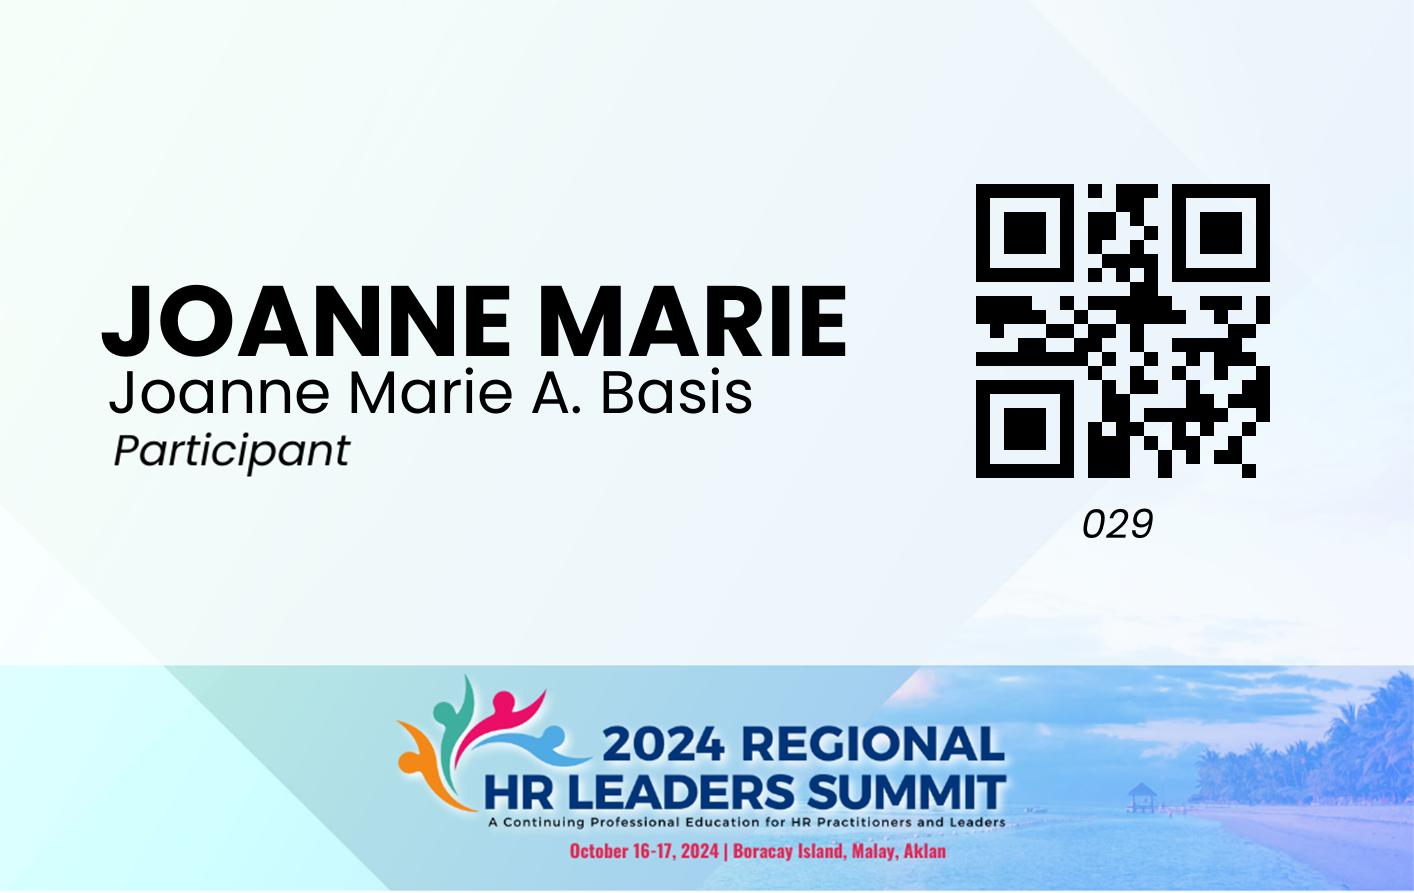 JOANNE MARIE
Joanne Marie A. Basis
Participant
029
2024 REGIONAL
HR LEADERS SUMMIT
A Continuing Professional Education for HR Practitioners and Leaders
October 16-17, 2024 | Boracay Island, Malay, Aklan